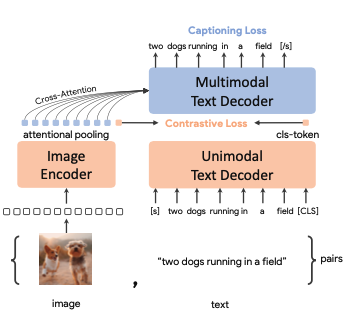 Captioning Loss
two dogs running in a field [/s]
Cross-Attention
Multimodal
Text Decoder
attentional pooling
Contrastive Loss
cls-token
Image
Encoder
Unimodal
Text Decoder
[s] two dogs running in a field [CLS]
"two dogs running in a field"
pairs
,
image
text